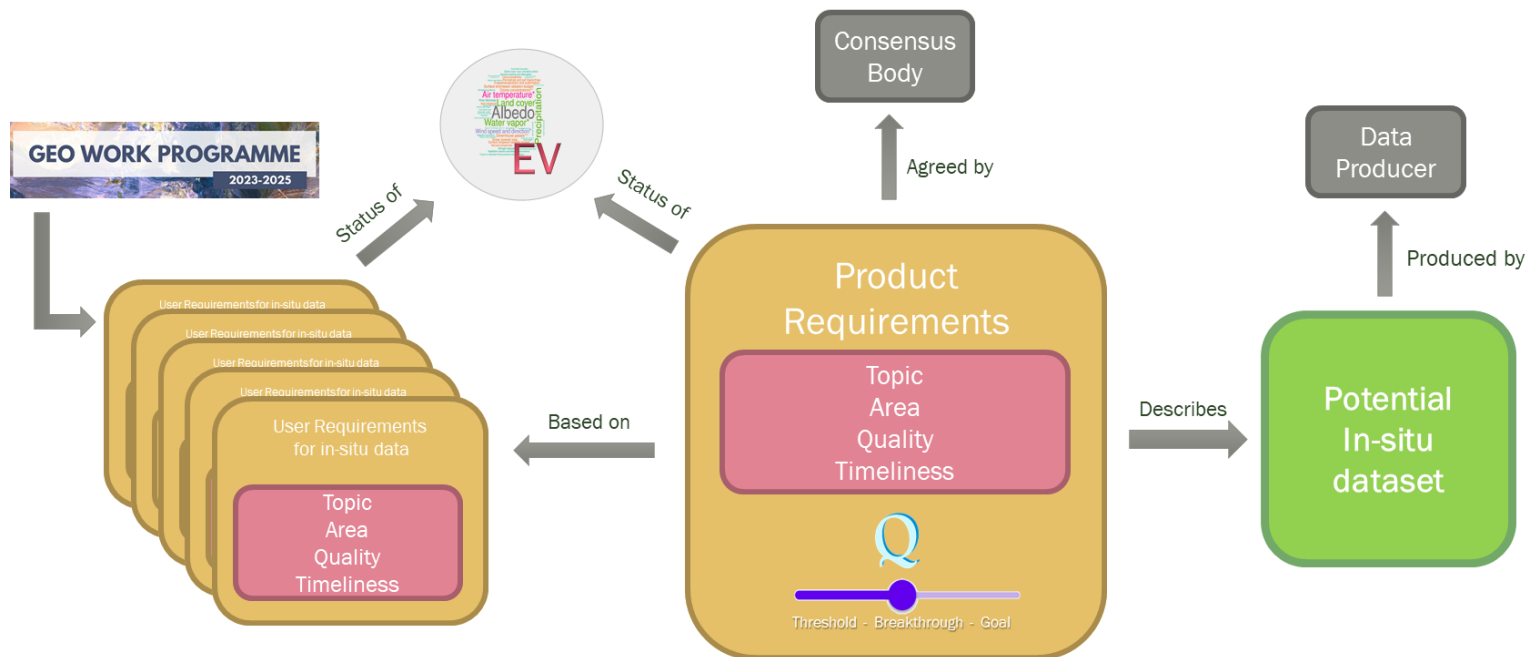 GEO WORK PROGRAMME
2023-2025
Air temperature*
Land cover
Albedo
Water vapor*
Wind speed and direction*
Precipitation
EV
Status of
Status of
Consensus
Body
Agreed by
Data
Producer
Produced by
User Requirements for in-situ data
User Requirements for in-situ data
User Requirements for in-situ data
User Requirements for in-situ data
User Requirements
for in-situ data
Topic
Area
Quality
Timeliness
Based on
Product
Requirements
Topic
Area
Quality
Timeliness
Q
Threshold - Breakthrough - Goal
Describes
Potential
In-situ
dataset